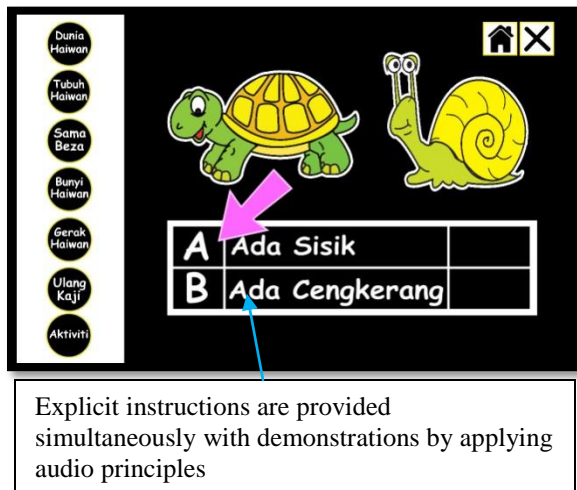 Dunia
Haiwan
Tubuh
Haiwan
Sama
Beza
Bunyi
Haiwan
Gerak
Haiwan
Ulang
Kaji
Aktiviti
A Ada Sisik
B Ada Cengkerang
Explicit instructions are provided
simultaneously with demonstrations by applying
audio principles